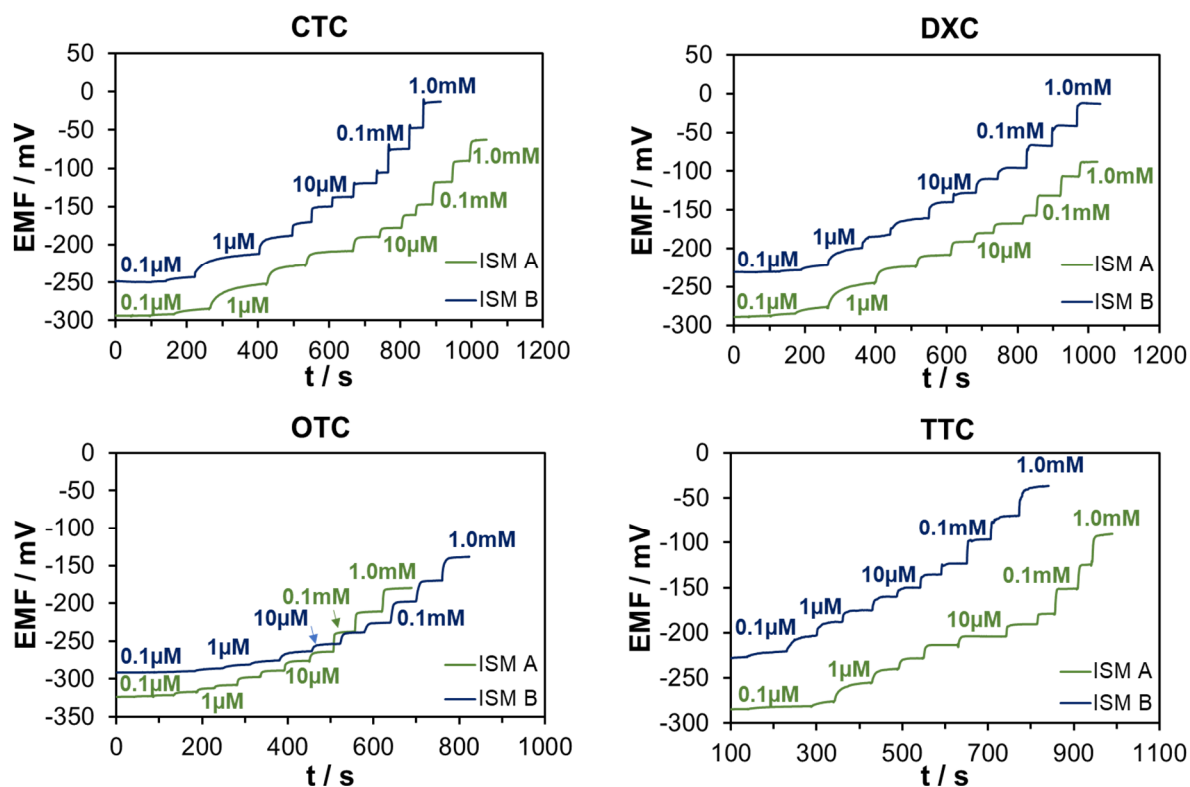 CTC
EMF / mV
50
0
-50
-100
-150
-200
-250
-300
0.1µM
1µM
10µM
0.1mM
1.0mM
0.1µM
1µM
10µM
0.1mM
1.0mM
ISM A
ISM B
0 200 400 600 800 1000 1200
t / s
DXC
EMF / mV
50
0
-50
-100
-150
-200
-250
-300
0.1µM
1µM
10µM
0.1mM
1.0mM
0.1µM
1µM
10µM
0.1mM
1.0mM
ISM A
ISM B
0 200 400 600 800 1000 1200
t / s
OTC
EMF / mV
0
-50
-100
-150
-200
-250
-300
-350
0.1µM
1µM
10µM
0.1mM
1.0mM
0.1µM
1µM
10µM
0.1mM
1.0mM
ISM A
ISM B
0 200 400 600 800 1000
t / s
TTC
EMF / mV
0
-50
-100
-150
-200
-250
-300
0.1µM
1µM
10µM
0.1mM
1.0mM
0.1µM
1µM
10µM
0.1mM
1.0mM
ISM A
ISM B
100 300 500 700 900 1100
t / s